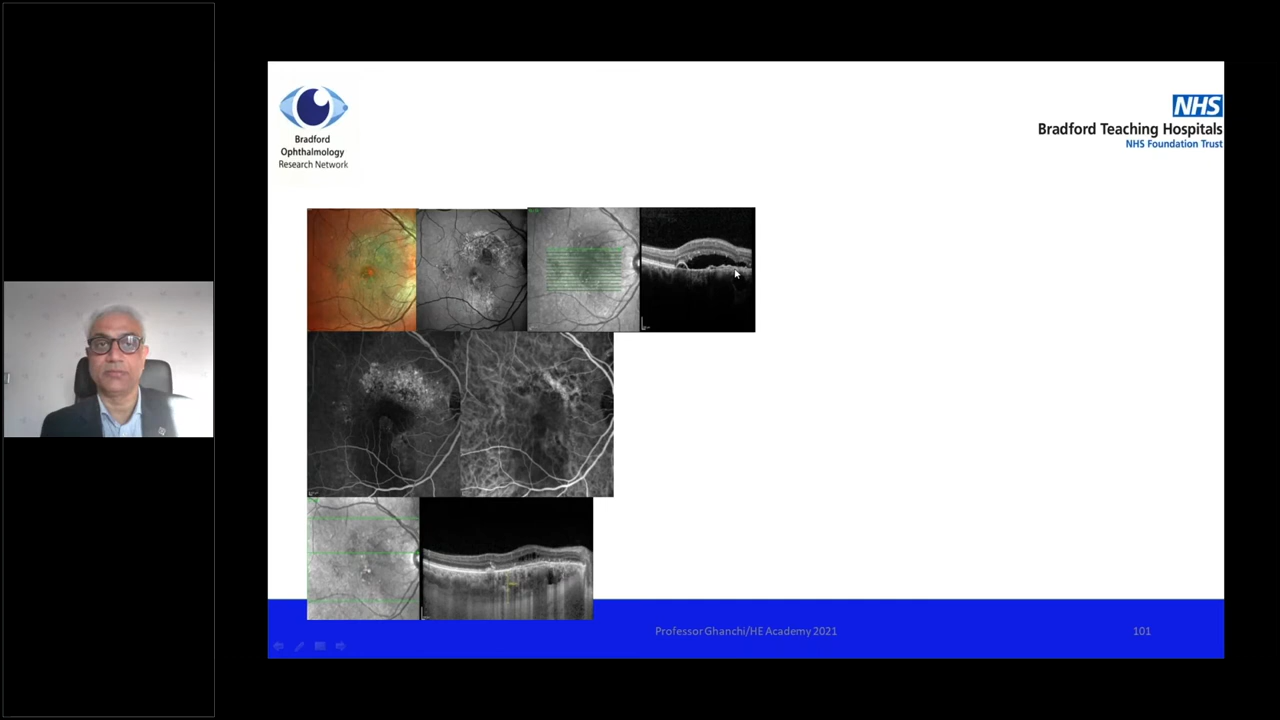 Bradford
Ophthalmology
Research Network
NHS
Bradford Teaching Hospitals
NHS Foundation Trust
Professor Ghanchi/HE Academy 2021
101